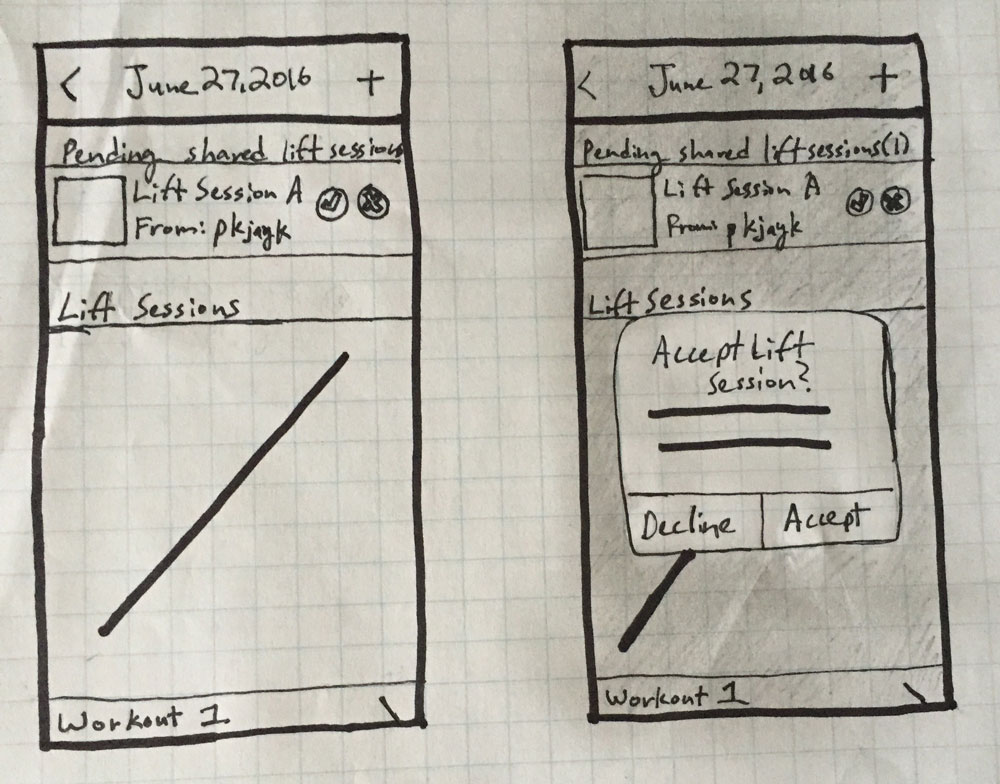 < June 27, 2016 +
Pending shared lift sessions
Lift Session A
From: pkjayk
Lift Sessions
Workout 1
< June 27, 2016 +
Pending shared lift sessions (1)
Lift Session A
From: pkjayk
Lift Sessions
Accept Lift
Session?
Decline Accept
Workout 1